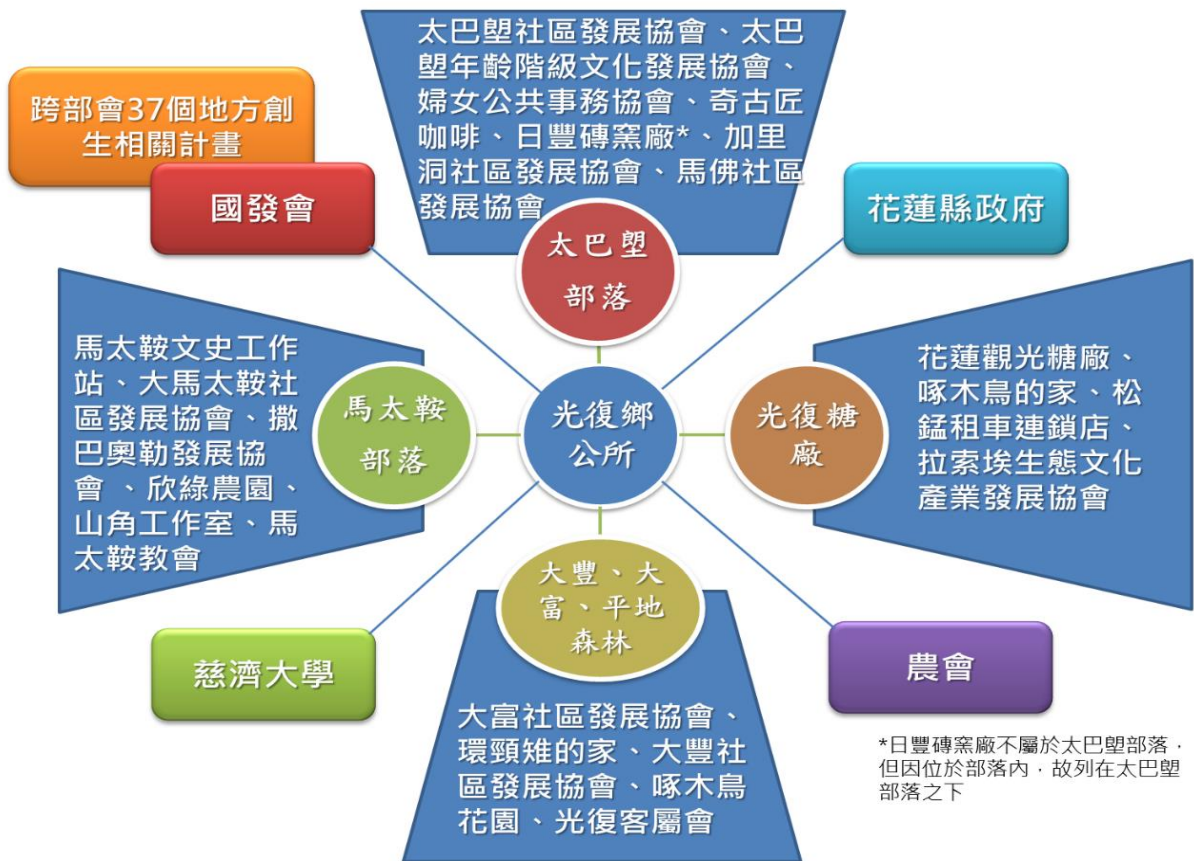 太巴塱社區發展協會、太巴
塱年齡階級文化發展協會、
婦女公共事務協會、奇古匠
咖啡、日豐磚窯廠*、加里
洞社區發展協會、馬佛社區
發展協會
跨部會37個地方創
生相關計畫
國發會
花蓮縣政府
太巴塱
部落
馬太鞍文史工作
站、大馬太鞍社
區發展協會、撒
巴奧勒發展協
會、欣綠農園、
山角工作室、馬
太鞍教會
馬太鞍
部落
光復鄉
公所
光復糖
廠
花蓮觀光糖廠、
啄木鳥的家、松
錳租車連鎖店、
拉索埃生態文化
產業發展協會
大豐、大
富、平地
森林
慈濟大學
農會
大富社區發展協會、
環頸雉的家、大豐社
區發展協會、啄木鳥
花園、光復客屬會
*日豐磚窯廠不屬於太巴塱部落，
但因位於部落內，故列在太巴塱
部落之下